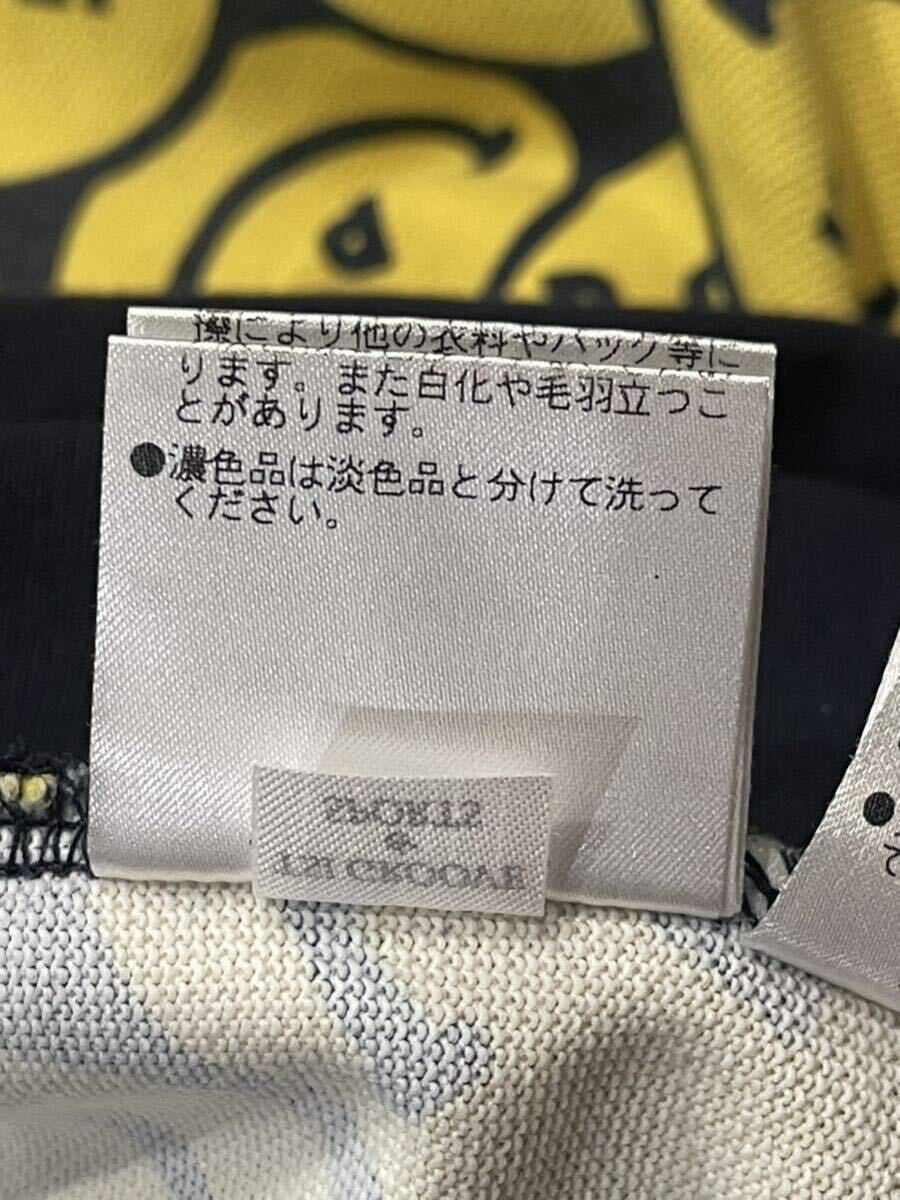 擦により他の衣料やバッグ等に
ります。また白化や毛羽立つこ
とがあります。
●濃色品は淡色品と分けて洗って
ください。
SPORTS
&